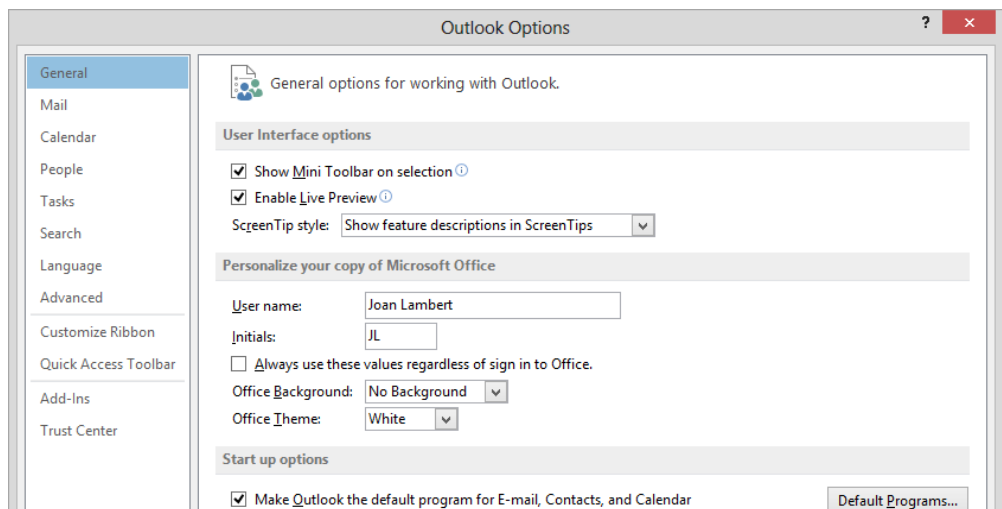 Outlook Options
?
General
Mail
Calendar
People
Tasks
Search
Language
Advanced
Customize Ribbon
Quick Access Toolbar
Add-Ins
Trust Center
General options for working with Outlook.
User Interface options
Show Mini Toolbar on selection
Enable Live Preview
ScreenTip style: Show feature descriptions in ScreenTips
Personalize your copy of Microsoft Office
User name: Joan Lambert
Initials: JL
Always use these values regardless of sign in to Office.
Office Background: No Background
Office Theme: White
Start up options
Make Outlook the default program for E-mail, Contacts, and Calendar Default Programs...